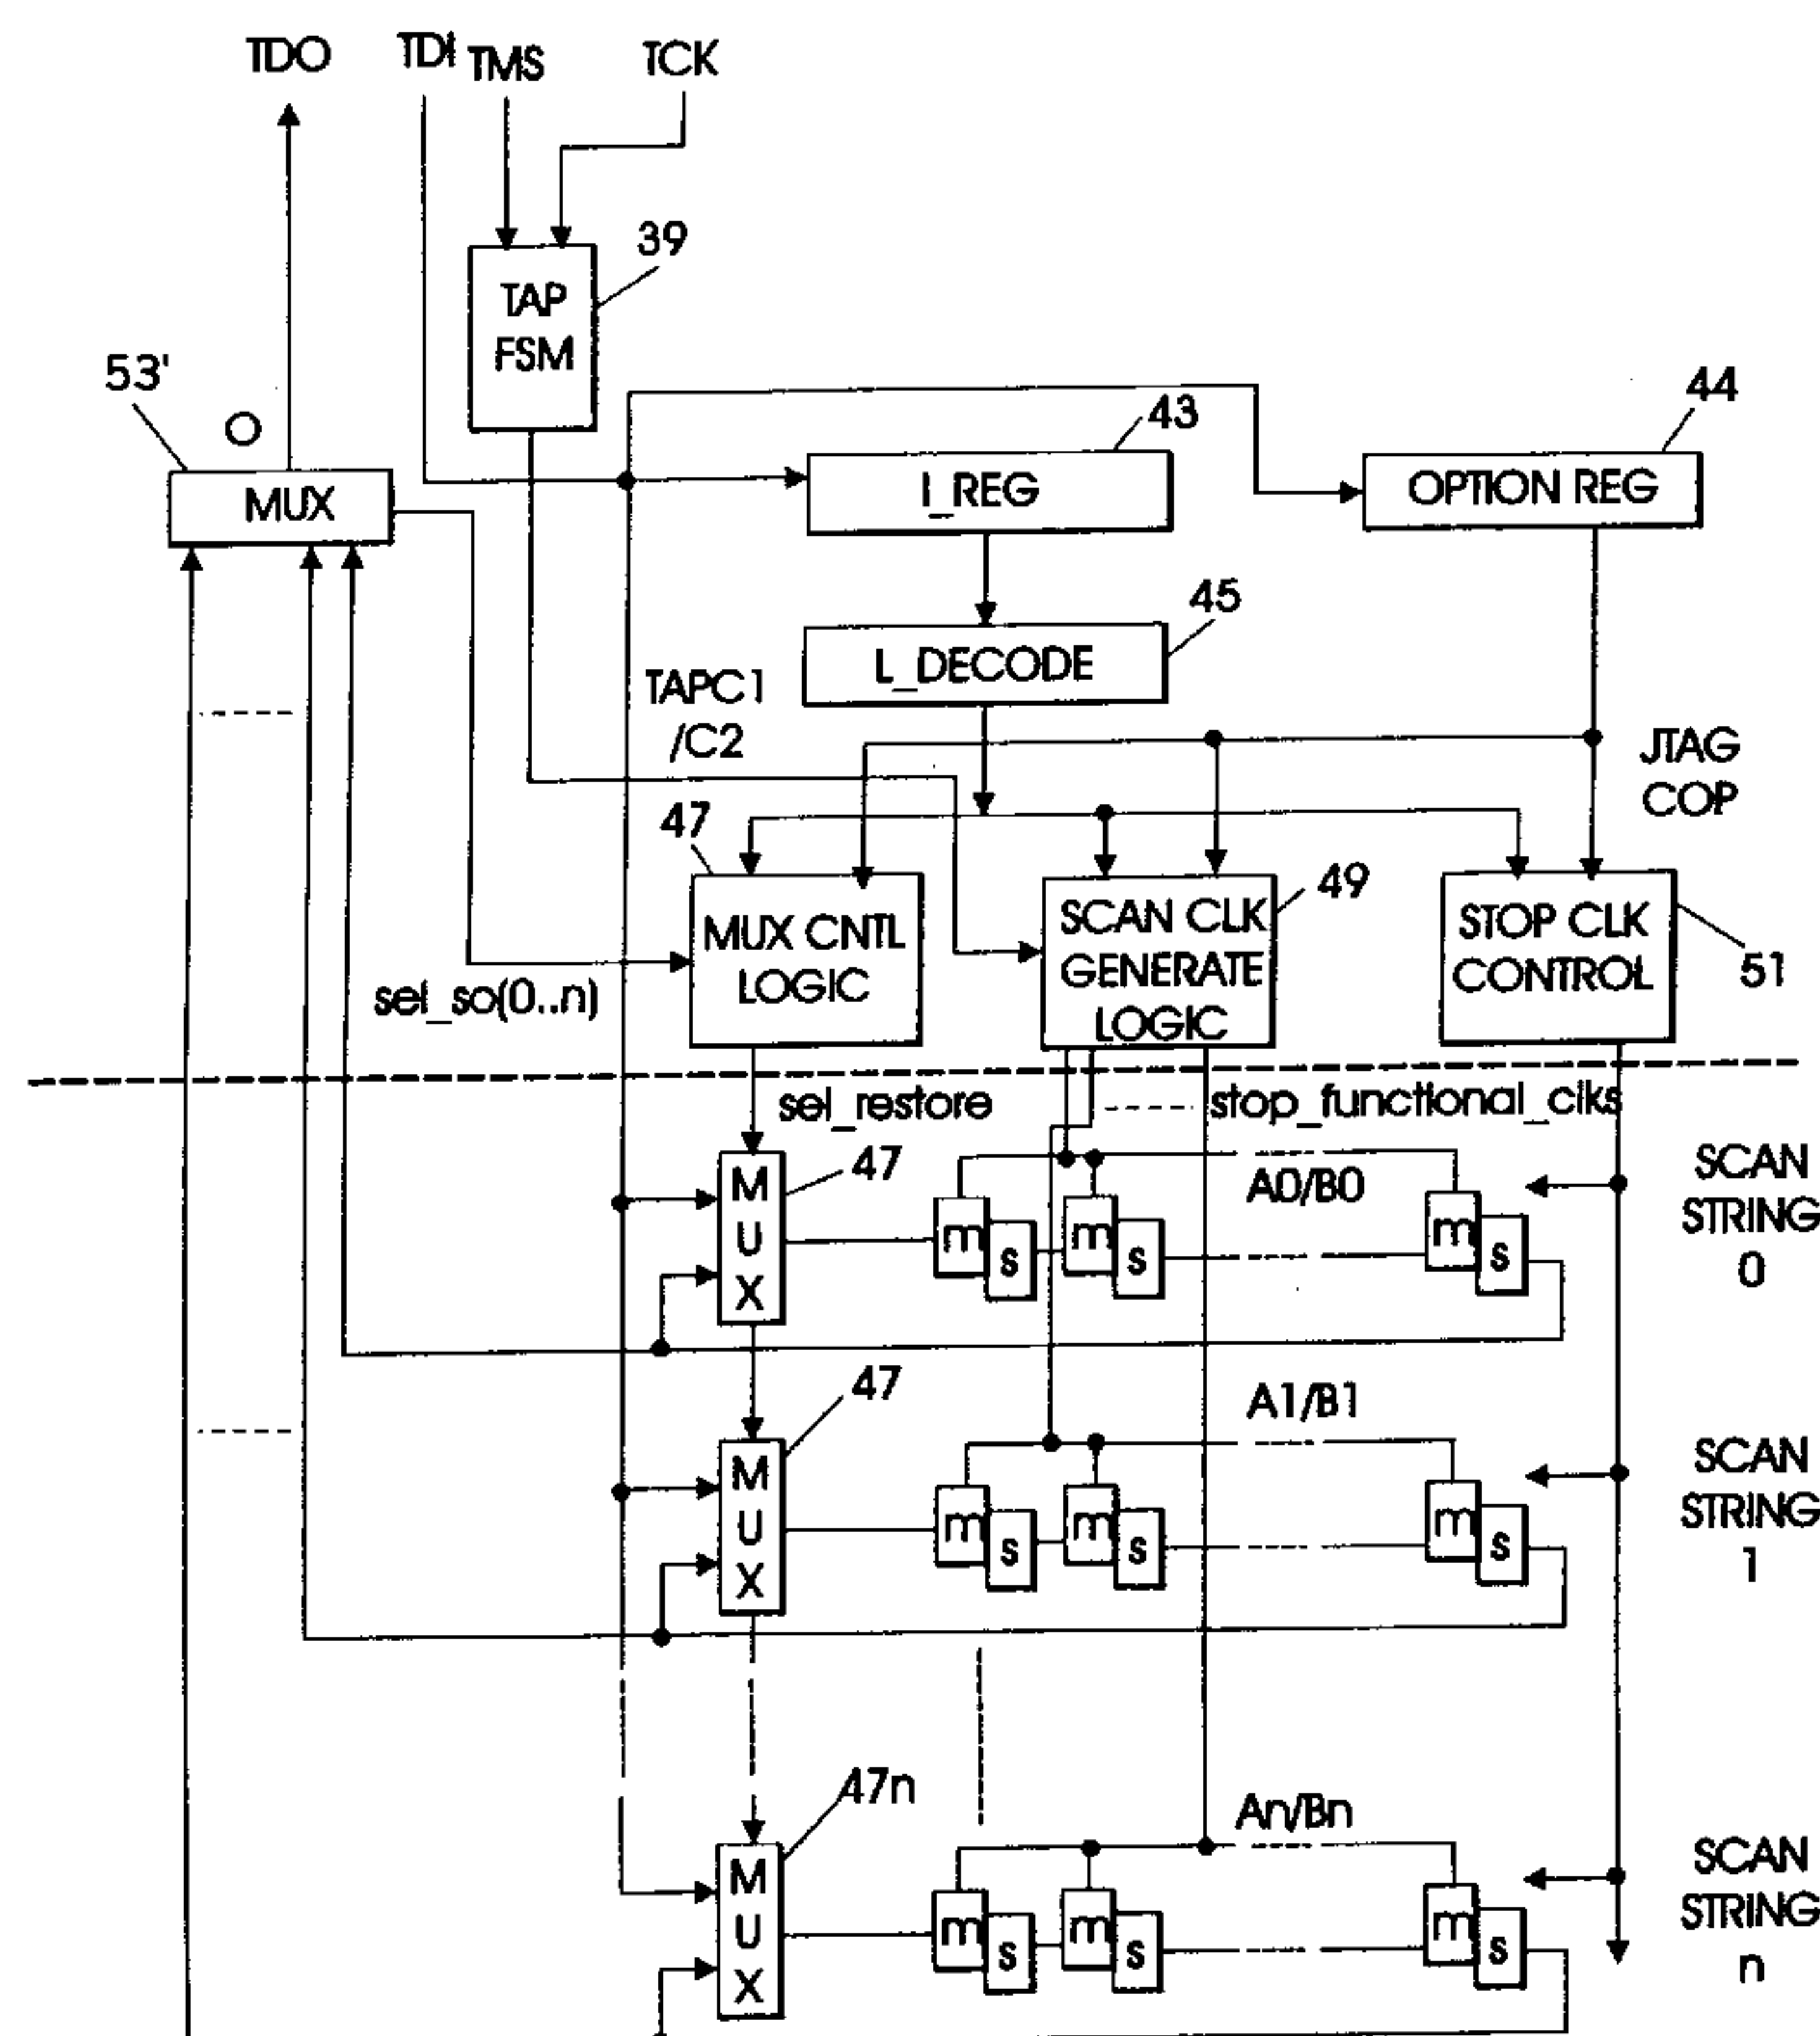 TDO
TDI
TMS
TCK
39
TAP
FSM
53'
O
MUX
43
I_REG
44
OPTION REG
45
L_DECODE
TAPC1
/C2
JTAG
COP
47
MUX CNTL
LOGIC
49
SCAN CLK
GENERATE
LOGIC
STOP CLK
CONTROL
51
sel_so(0..n)
sel_restore
stop_functional_clks
47
M
U
X
m
s
m
s
A0/B0
m
s
SCAN
STRING
0
47
M
U
X
m
s
m
s
A1/B1
m
s
SCAN
STRING
1
47n
M
U
X
m
s
m
s
An/Bn
m
s
SCAN
STRING
n